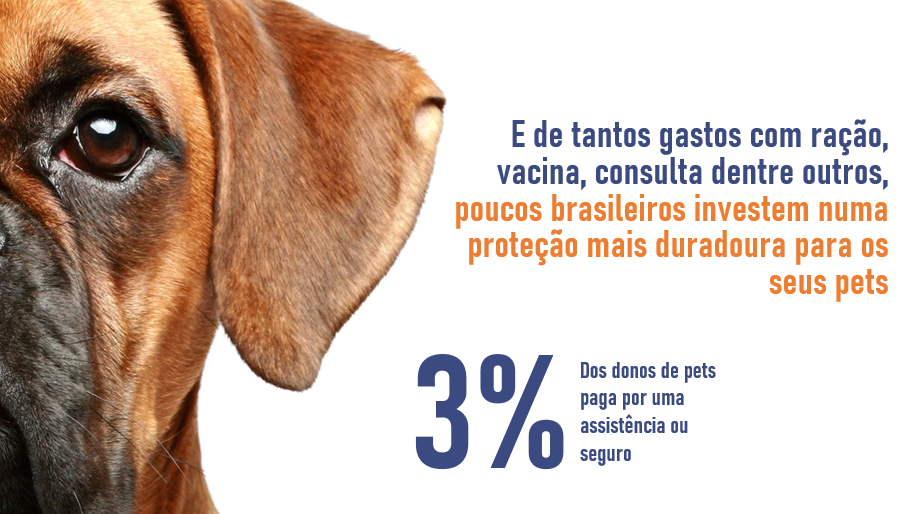 E de tantos gastos com ração,
vacina, consulta dentre outros,
poucos brasileiros investem numa
proteção mais duradoura para os
seus pets
3%
Dos donos de pets
paga por uma
assistência ou
seguro